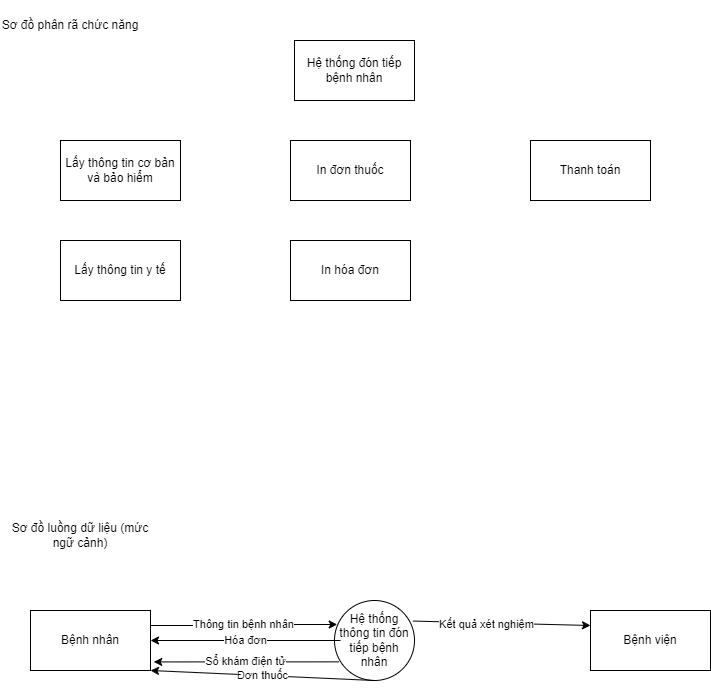 Sơ đồ phân rã chức năng
Hệ thống đón tiếp
bệnh nhân
Lấy thông tin cơ bản
và bảo hiểm
In đơn thuốc
Thanh toán
Lấy thông tin y tế
In hóa đơn
Sơ đồ luồng dữ liệu (mức
ngữ cảnh)
Bệnh nhân
Thông tin bệnh nhân
Hóa đơn
Sổ khám điện tử
Đơn thuốc
Hệ thống
thông tin đón
tiếp bệnh
nhân
Kết quả xét nghiệm
Bệnh viện